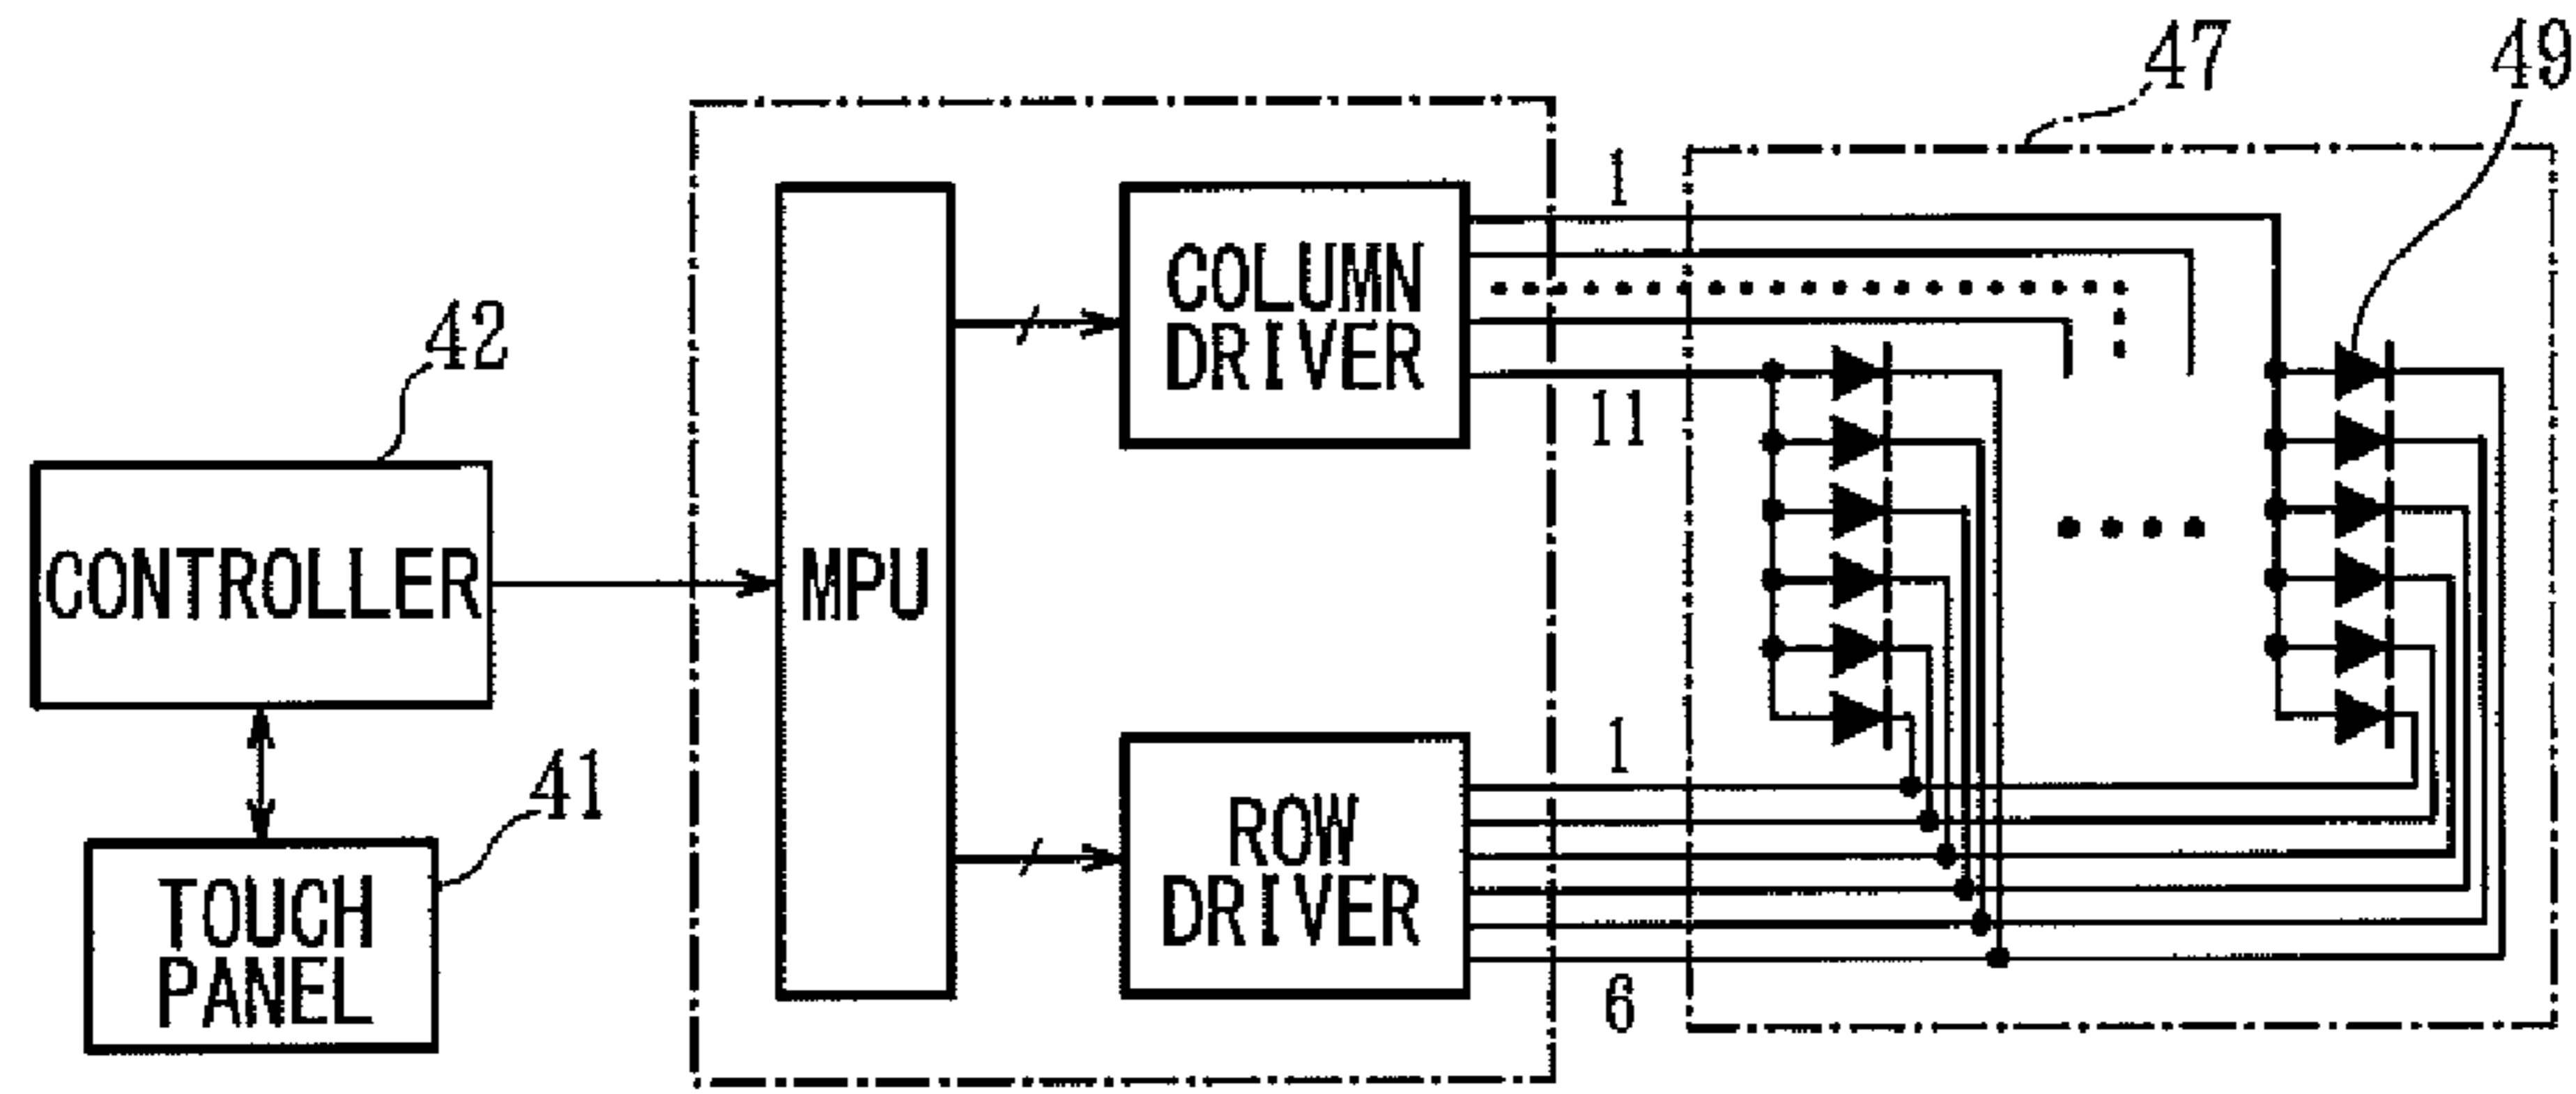 47
49
1
COLUMN
DRIVER
42
11
CONTROLLER
MPU
1
41
ROW
DRIVER
TOUCH
PANEL
6